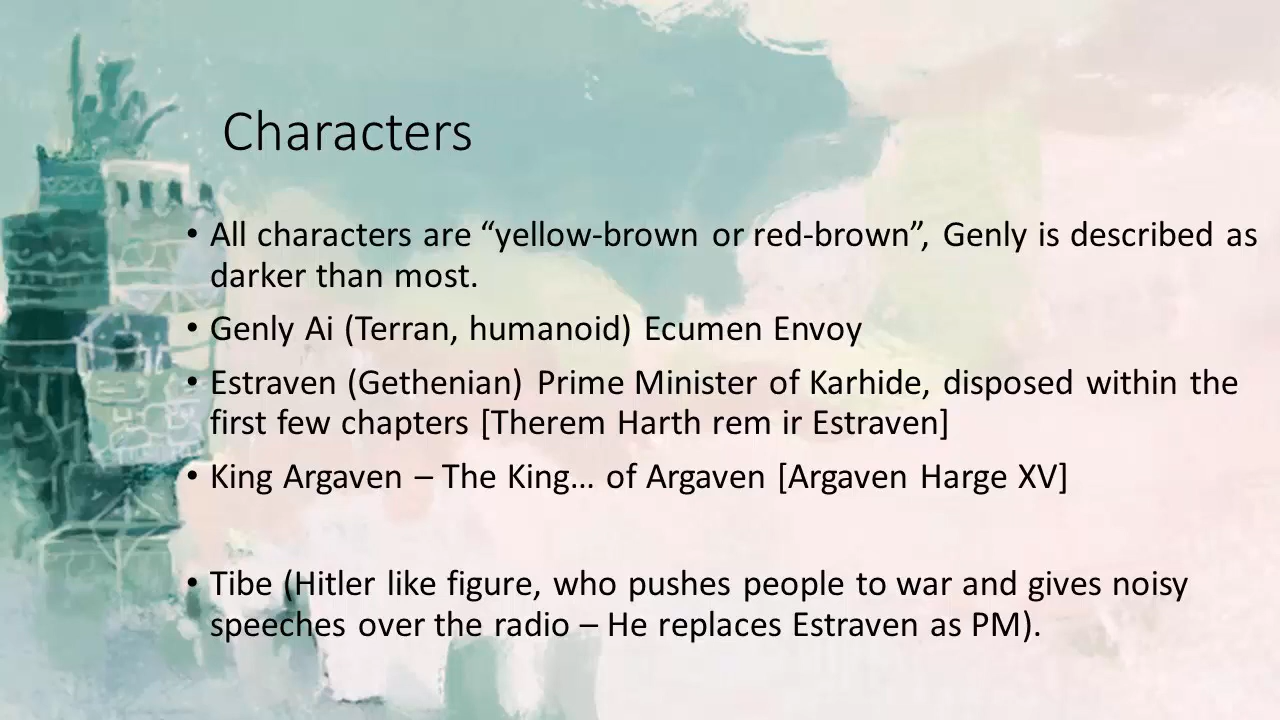 Characters
• All characters are “yellow-brown or red-brown”, Genly is described as
darker than most.
• Genly Ai (Terran, humanoid) Ecumen Envoy
• Estraven (Gethenian) Prime Minister of Karhide, disposed within the
first few chapters [Therem Harth rem ir Estraven]
• King Argaven – The King… of Argaven [Argaven Harge XV]
• Tibe (Hitler like figure, who pushes people to war and gives noisy
speeches over the radio – He replaces Estraven as PM).